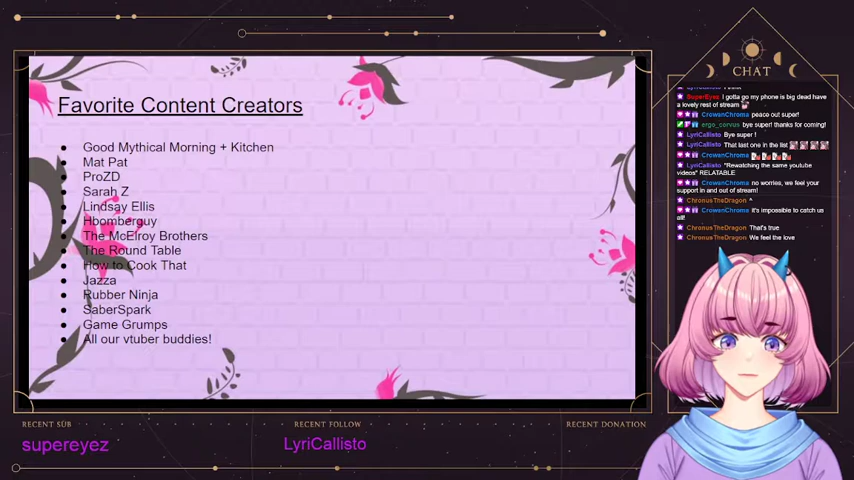 Favorite Content Creators
Good Mythical Morning + Kitchen
Mat Pat
ProZD
Sarah Z
Lindsay Ellis
Hbomberguy
The McElroy Brothers
The Round Table
How to Cook That
Jazza
Rubber Ninja
SaberSpark
Game Grumps
All our vtuber buddies!
CHAT
SuperEyez I gotta go my phone is big dead have
a lovely rest of stream
CrowenChroma peace out super!
ergo_corvus bye super! thanks for coming!
LyriCallisto Bye super !
LyriCallisto That last one in the list
CrowenChroma
LyriCallisto "Rewatching the same youtube
videos" RELATABLE
CrowenChroma no worries, we feel your
support in and out of stream!
ChronusTheDragon ^
CrowenChroma it's impossible to catch us
all!
ChronusTheDragon That's true
ChronusTheDragon We feel the love
RECENT SUB
supereyez
RECENT FOLLOW
LyriCallisto
RECENT DONATION